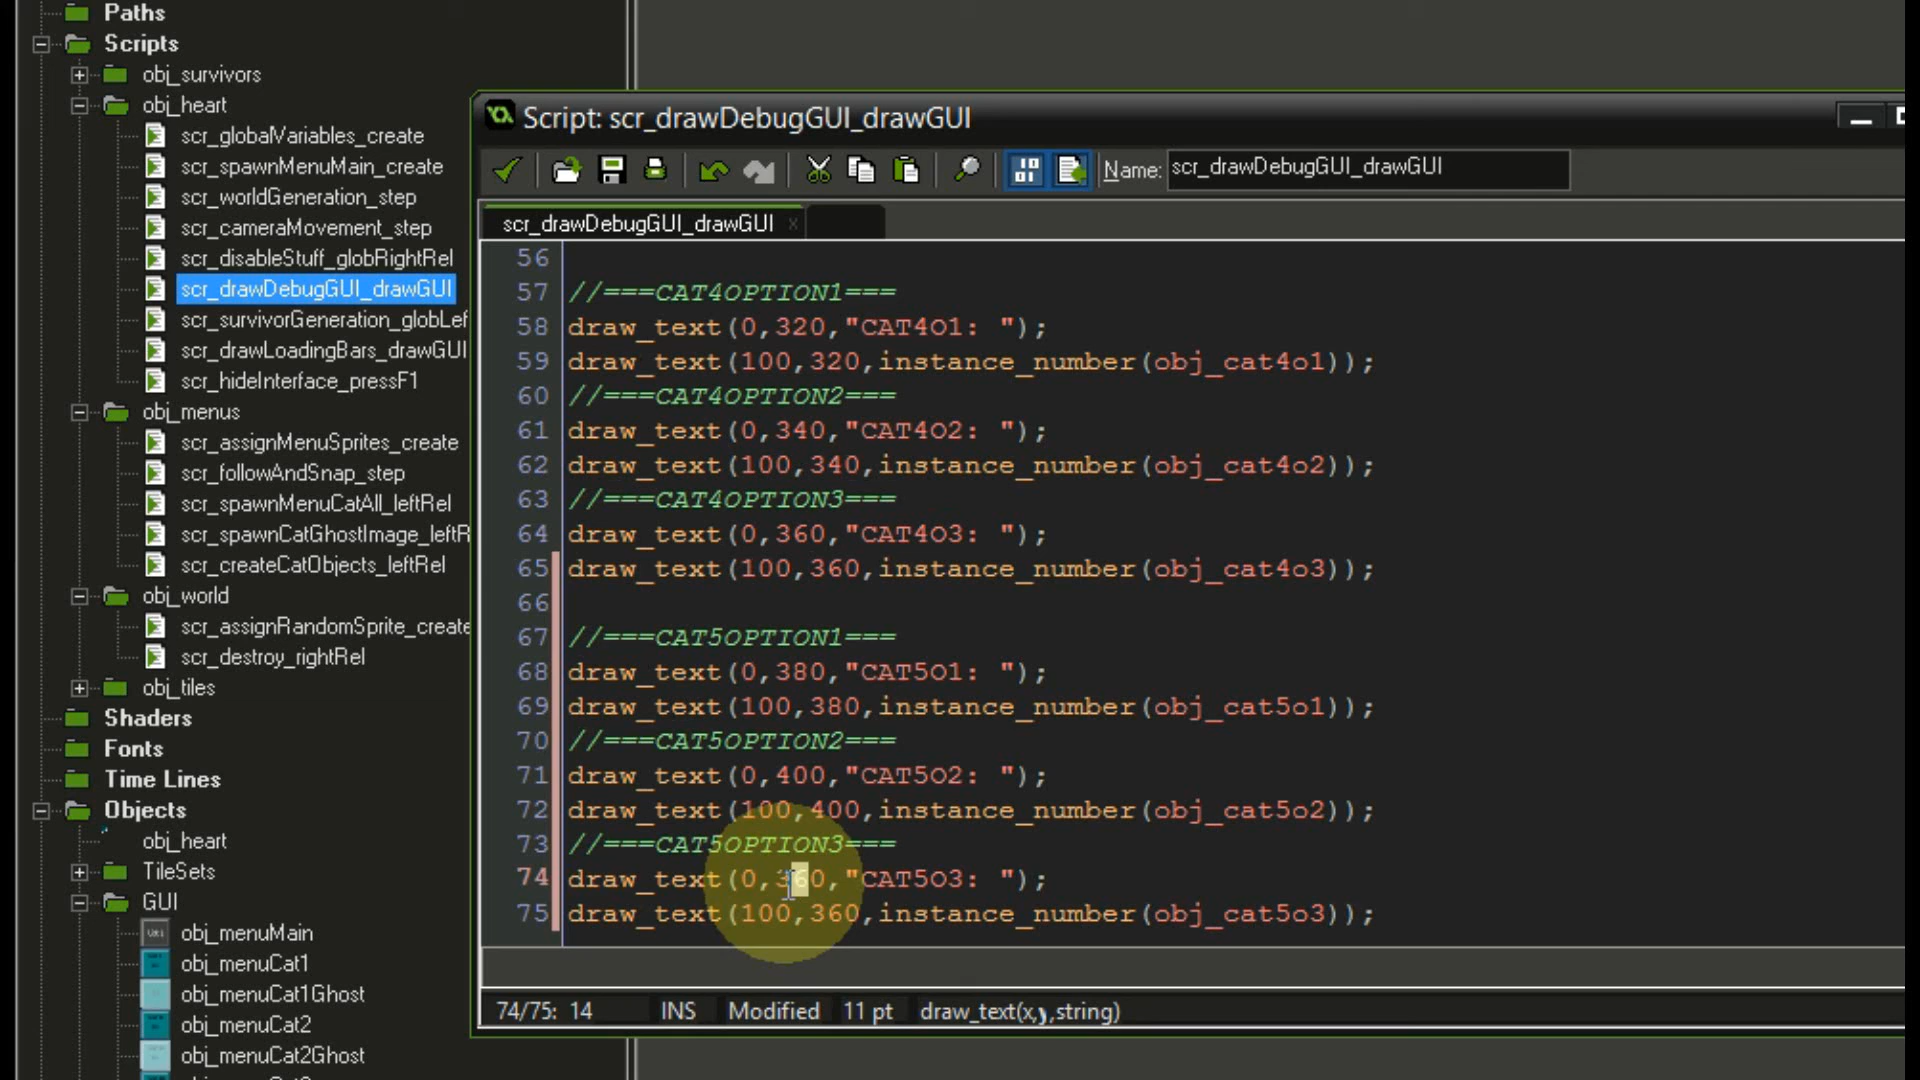 Paths
Scripts
obj_survivors
obj_heart
scr_globalVariables_create
scr_spawnMenuMain_create
scr_worldGeneration_step
scr_cameraMovement_step
scr_disableStuff_globRightRel
scr_drawDebugGUI_drawGUI
scr_survivorGeneration_globLef
scr_drawLoadingBars_drawGUI
scr_hideInterface_pressF1
obj_menus
scr_assignMenuSprites_create
scr_followAndSnap_step
scr_spawnMenuCatAll_leftRel
scr_spawnCatGhostImage_leftR
scr_createCatObjects_leftRel
obj_world
scr_assignRandomSprite_create
scr_destroy_rightRel
obj_tiles
Shaders
Fonts
Time Lines
Objects
obj_heart
TileSets
GUI
obj_menuMain
obj_menuCat1
obj_menuCat1Ghost
obj_menuCat2
obj_menuCat2Ghost
Script: scr_drawDebugGUI_drawGUI
Name: scr_drawDebugGUI_drawGUI
scr_drawDebugGUI_drawGUI x
56
57 //===CAT4OPTION1===
58 draw_text(0,320,"CAT4O1: ");
59 draw_text(100,320,instance_number(obj_cat4o1));
60 //===CAT4OPTION2===
61 draw_text(0,340,"CAT4O2: ");
62 draw_text(100,340,instance_number(obj_cat4o2));
63 //===CAT4OPTION3===
64 draw_text(0,360,"CAT4O3: ");
65 draw_text(100,360,instance_number(obj_cat4o3));
66
67 //===CAT5OPTION1===
68 draw_text(0,380,"CAT5O1: ");
69 draw_text(100,380,instance_number(obj_cat5o1));
70 //===CAT5OPTION2===
71 draw_text(0,400,"CAT5O2: ");
72 draw_text(100,400,instance_number(obj_cat5o2));
73 //===CAT5OPTION3===
74 draw_text(0,360,"CAT5O3: ");
75 draw_text(100,360,instance_number(obj_cat5o3));
74/75: 14 INS Modified 11 pt draw_text(x,y,string)